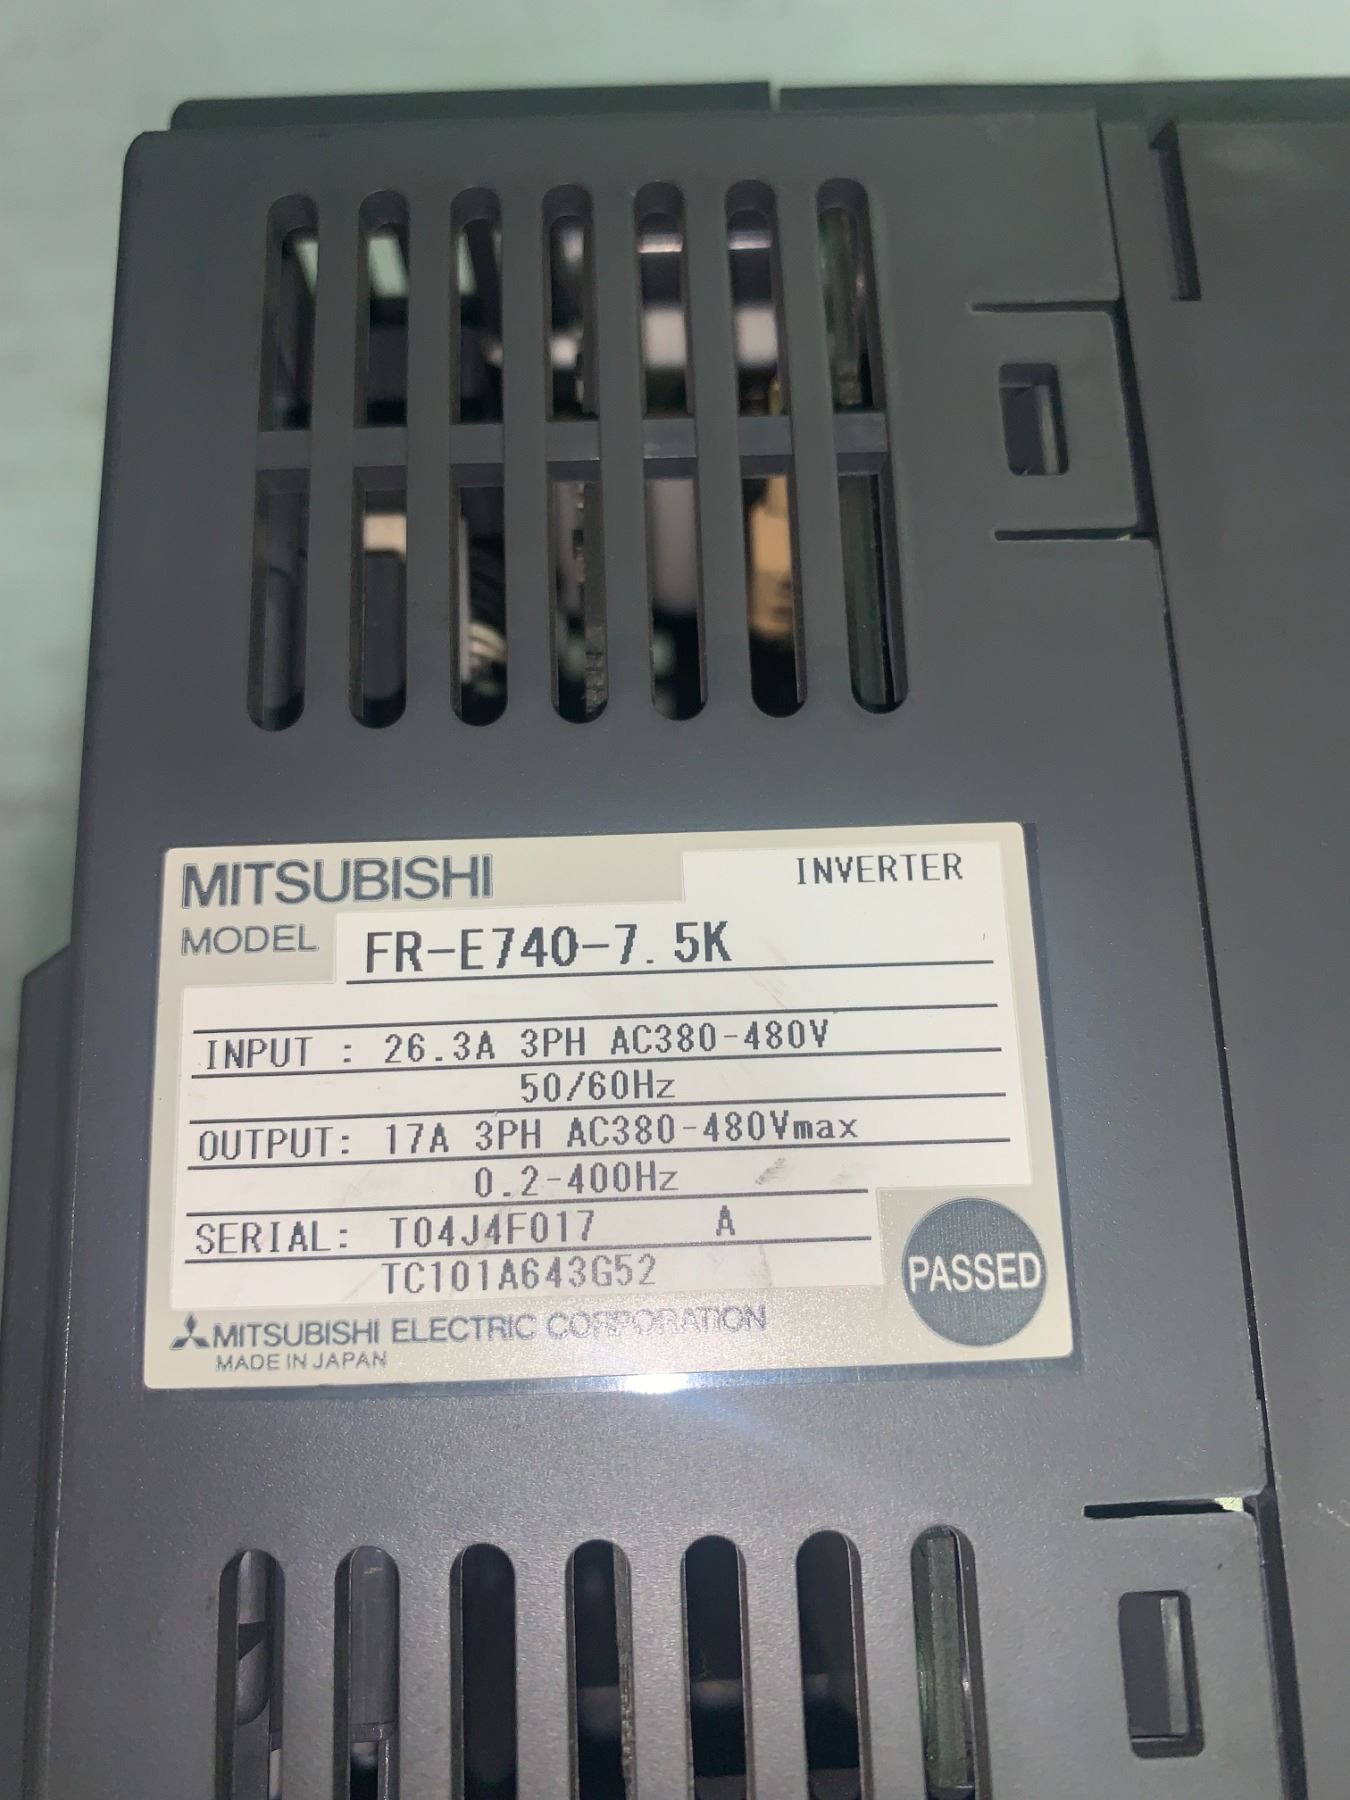 MITSUBISHI INVERTER
MODEL FR-E740-7.5K
INPUT : 26.3A 3PH AC380-480V
50/60Hz
OUTPUT: 17A 3PH AC380-480Vmax
0.2-400Hz
SERIAL: T04J4F017 A
TC101A643G52
PASSED
MITSUBISHI ELECTRIC CORPORATION
MADE IN JAPAN